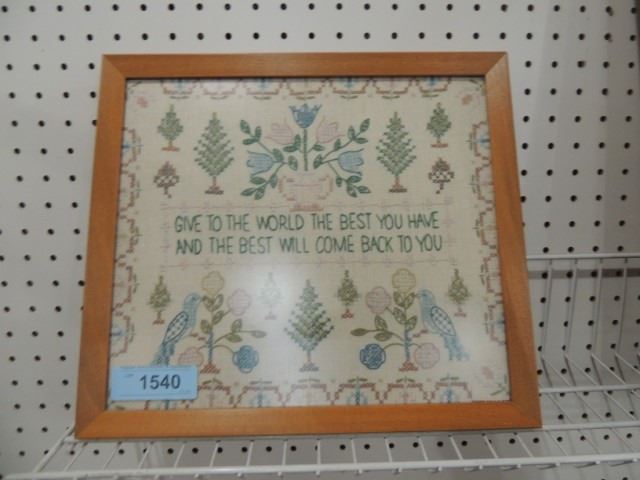 GIVE TO THE WORLD THE BEST YOU HAVE
AND THE BEST WILL COME BACK TO YOU
1540